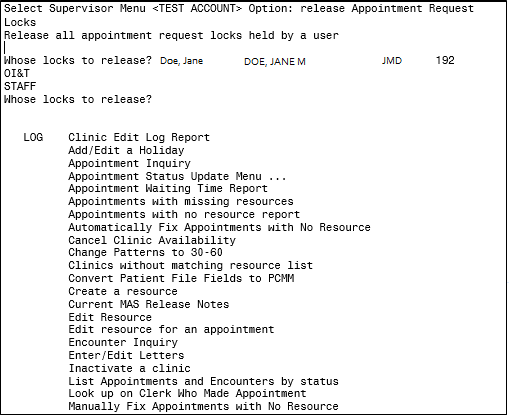 Select Supervisor Menu <TEST ACCOUNT> Option: release Appointment Request
Locks
Release all appointment request locks held by a user
Whose locks to release? Doe, Jane DOE, JANE M JMD 192
OI&T
STAFF
Whose locks to release?
LOG Clinic Edit Log Report
Add/Edit a Holiday
Appointment Inquiry
Appointment Status Update Menu ...
Appointment Waiting Time Report
Appointments with missing resources
Appointments with no resource report
Automatically Fix Appointments with No Resource
Cancel Clinic Availability
Change Patterns to 30-60
Clinics without matching resource list
Convert Patient File Fields to PCMM
Create a resource
Current MAS Release Notes
Edit Resource
Edit resource for an appointment
Encounter Inquiry
Enter/Edit Letters
Inactivate a clinic
List Appointments and Encounters by status
Look up on Clerk Who Made Appointment
Manually Fix Appointments with No Resource